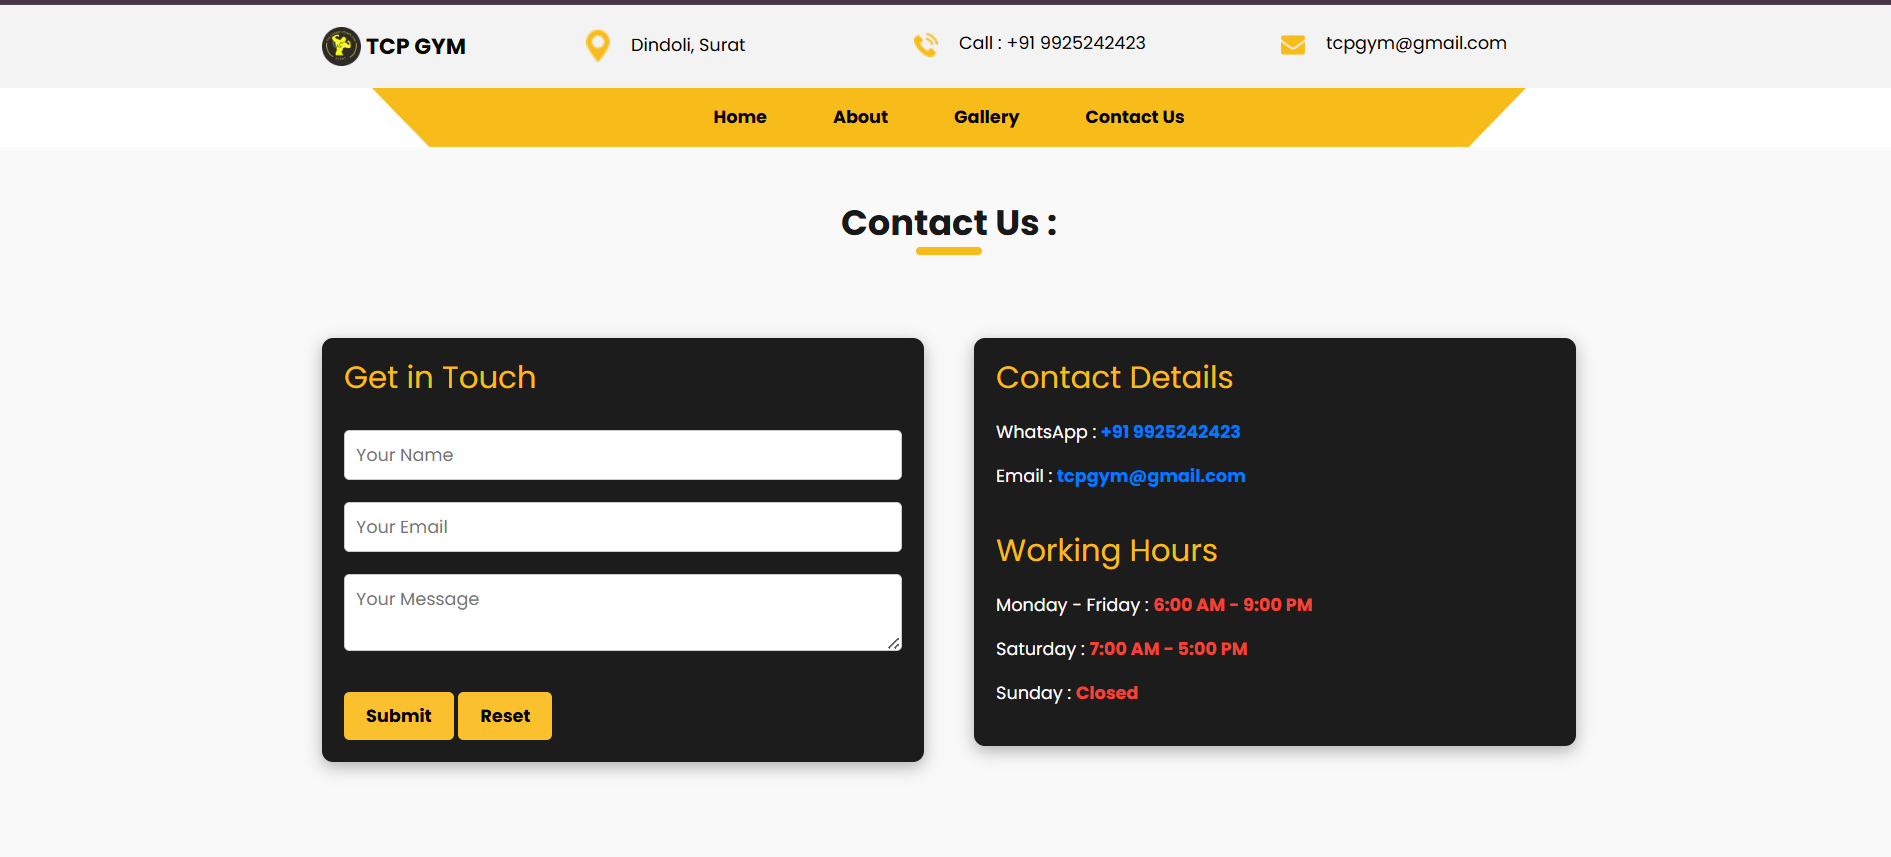 TCP GYM
Dindoli, Surat
Call : +91 9925242423
tcpgym@gmail.com
Home About Gallery Contact Us
Contact Us :
Get in Touch
Your Name
Your Email
Your Message
Submit Reset
Contact Details
WhatsApp : +91 9925242423
Email : tcpgym@gmail.com
Working Hours
Monday - Friday : 6:00 AM - 9:00 PM
Saturday : 7:00 AM - 5:00 PM
Sunday : Closed